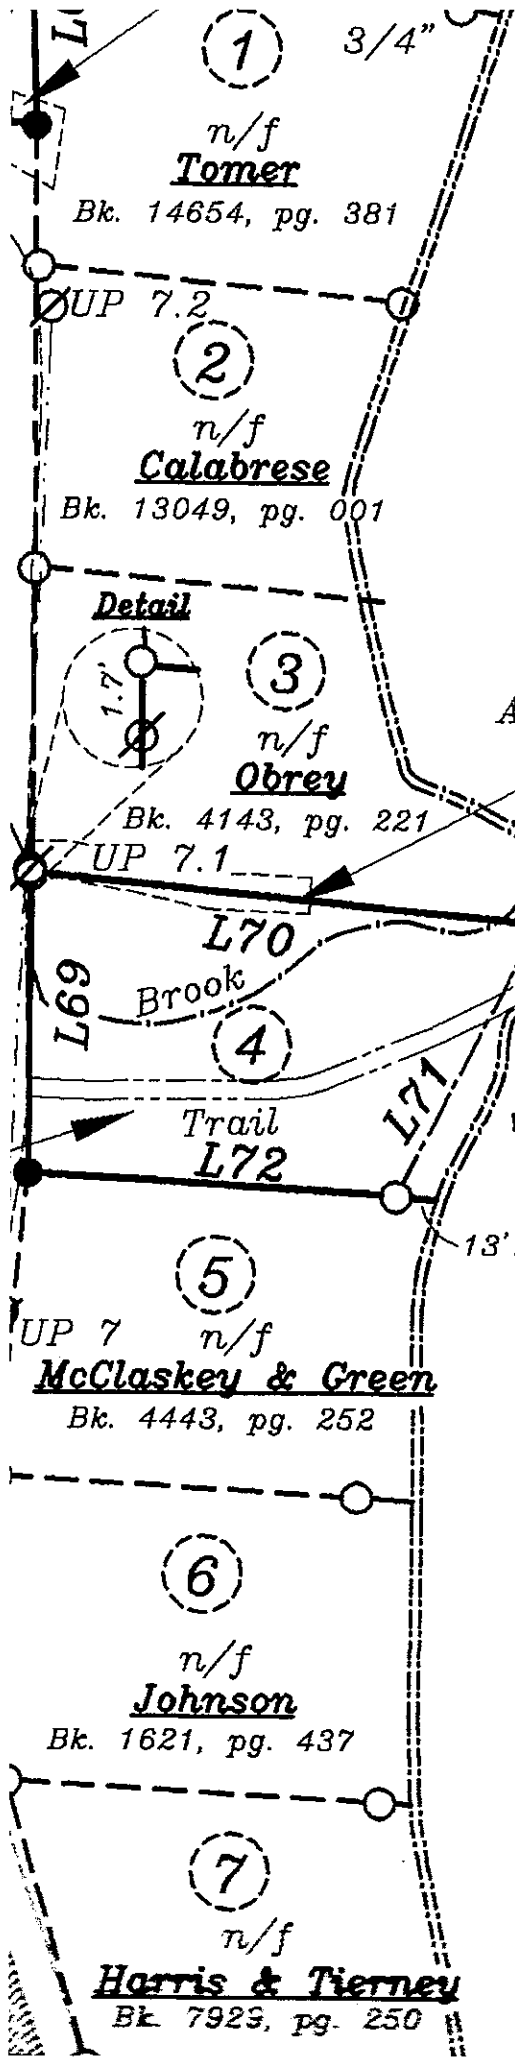 1
3/4"
n/f
Tomer
Bk. 14654, pg. 381
UP 7.2
2
n/f
Calabrese
Bk. 13049, pg. 001
Detail
1.7'
3
n/f
Obrey
Bk. 4143, pg. 221
UP 7.1
L70
L69
Brook
4
L71
Trail
L72
13'
5
UP 7
n/f
McClaskey & Green
Bk. 4443, pg. 252
6
n/f
Johnson
Bk. 1621, pg. 437
7
n/f
Harris & Tierney
Bk. 7929, pg. 250